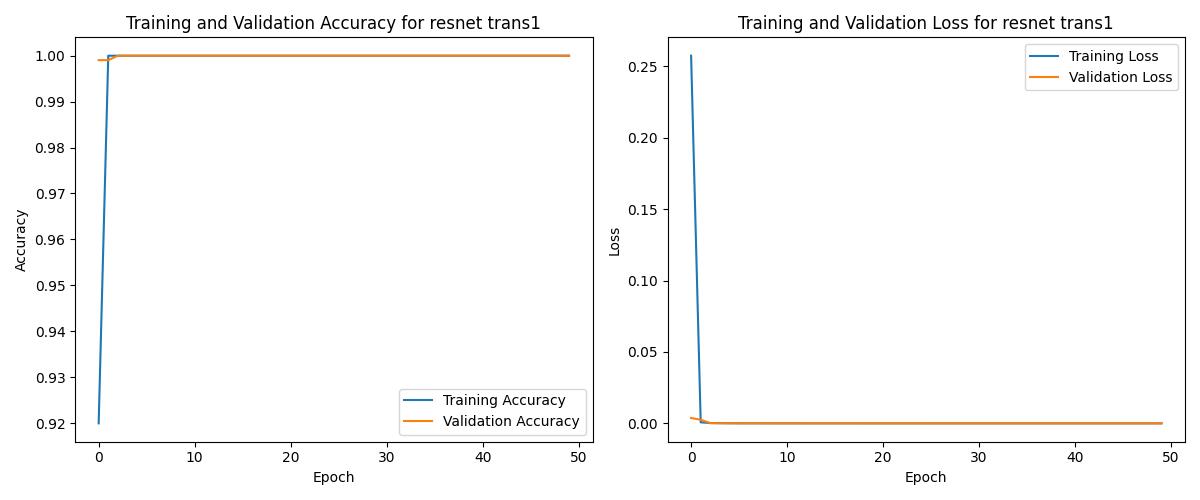 Training and Validation Accuracy for resnet trans1
1.00
0.99
0.98
0.97
0.96
0.95
0.94
0.93
0.92
Accuracy
Training Accuracy
Validation Accuracy
0 10 20 30 40 50
Epoch
Training and Validation Loss for resnet trans1
0.25
0.20
0.15
0.10
0.05
0.00
Loss
Training Loss
Validation Loss
0 10 20 30 40 50
Epoch